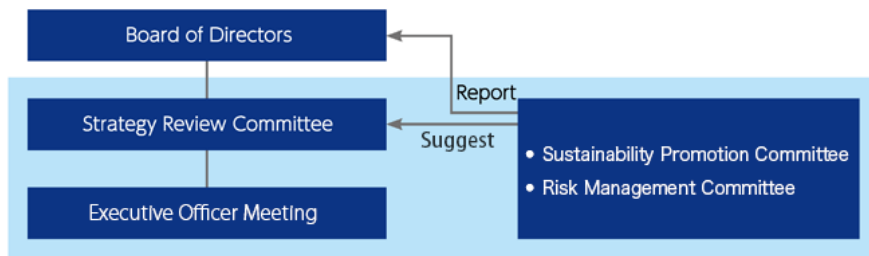 Board of Directors
Report
Strategy Review Committee
Suggest
• Sustainability Promotion Committee
• Risk Management Committee
Executive Officer Meeting